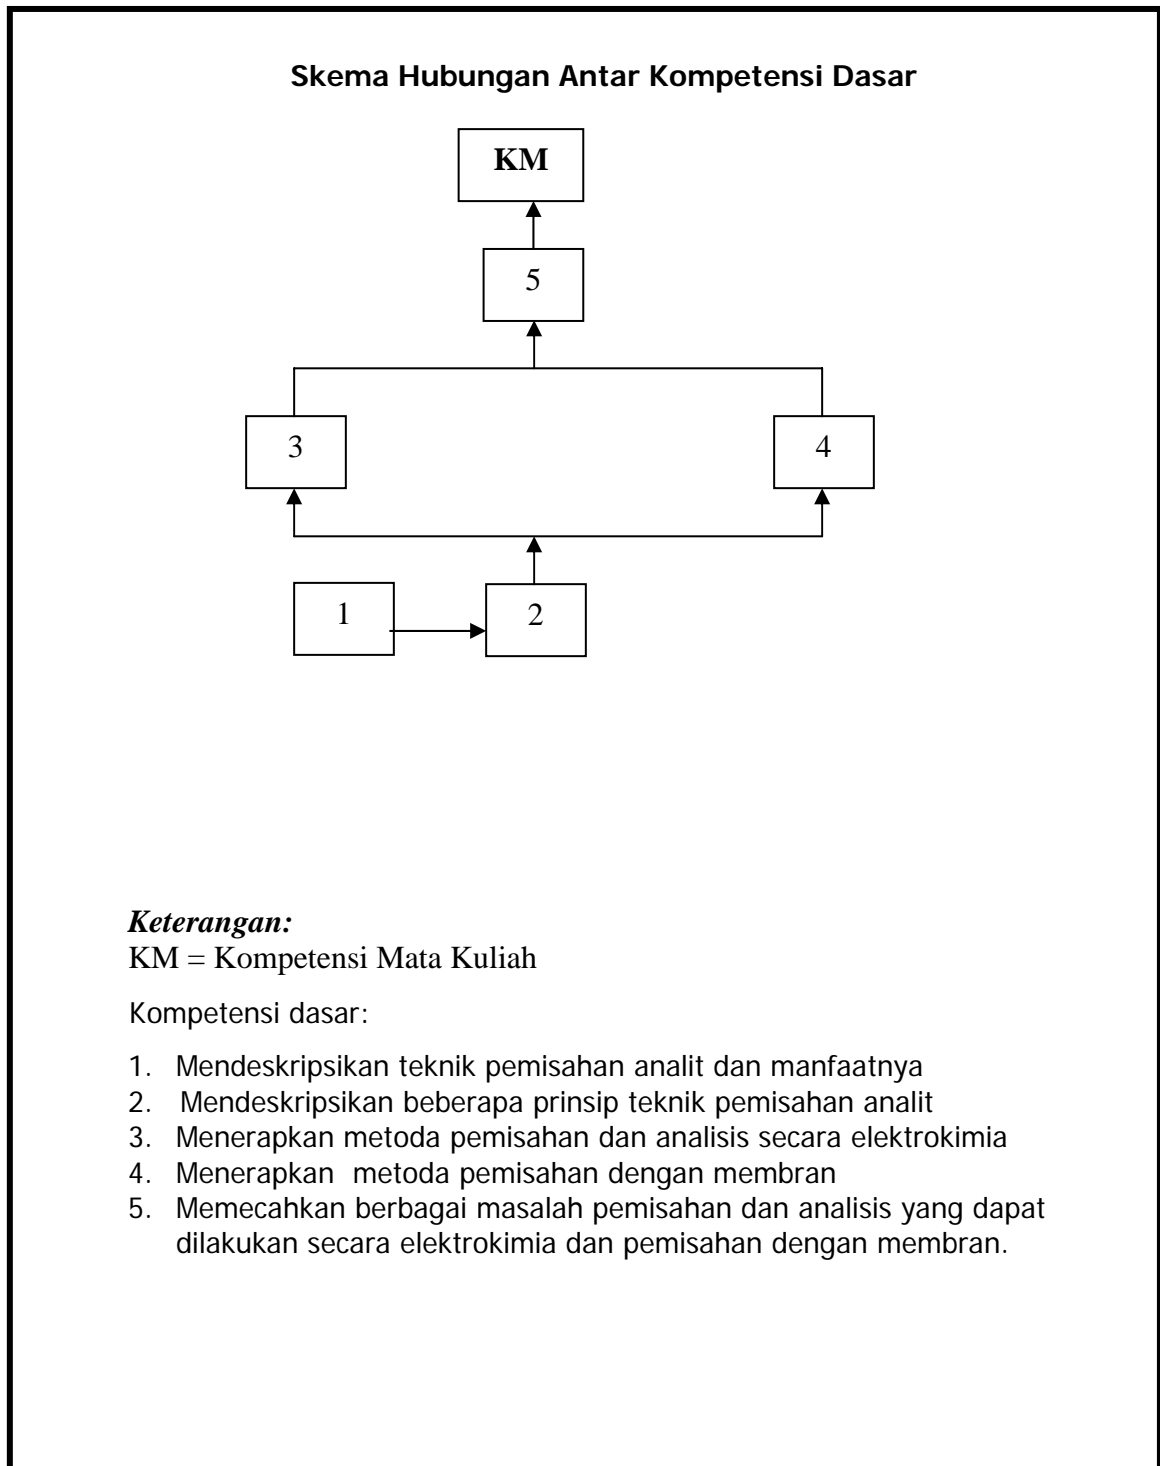 Skema Hubungan Antar Kompetensi Dasar
KM
5
3
4
1
2
Keterangan:
KM = Kompetensi Mata Kuliah
Kompetensi dasar:
1. Mendeskripsikan teknik pemisahan analit dan manfaatnya
2. Mendeskripsikan beberapa prinsip teknik pemisahan analit
3. Menerapkan metoda pemisahan dan analisis secara elektrokimia
4. Menerapkan metoda pemisahan dengan membran
5. Memecahkan berbagai masalah pemisahan dan analisis yang dapat
dilakukan secara elektrokimia dan pemisahan dengan membran.